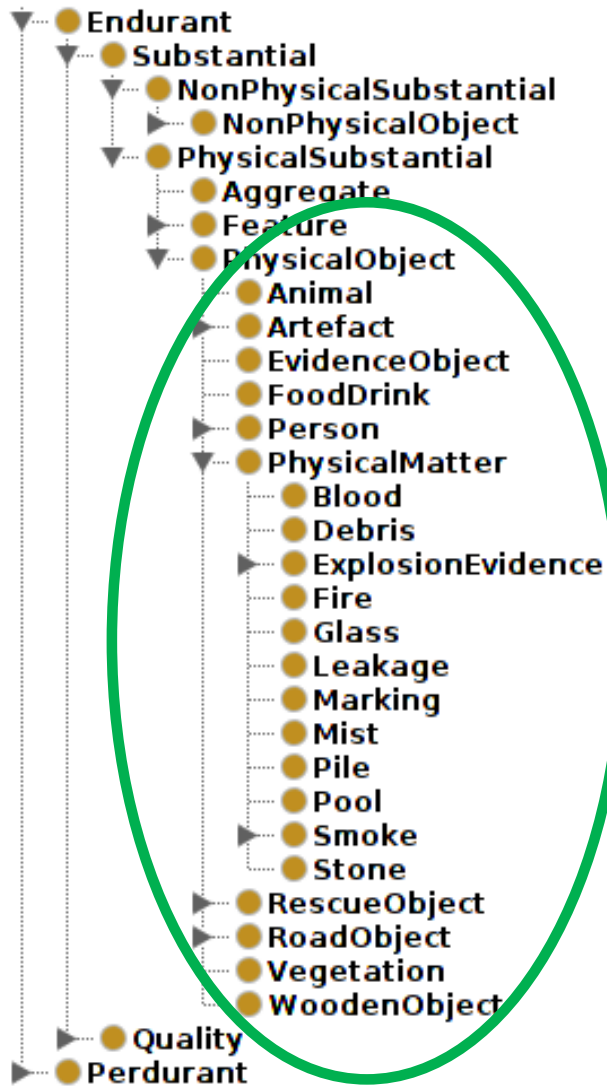 Endurant
Substantial
NonPhysicalSubstantial
NonPhysicalObject
PhysicalSubstantial
Aggregate
Feature
PhysicalObject
Animal
Artefact
EvidenceObject
FoodDrink
Person
PhysicalMatter
Blood
Debris
ExplosionEvidence
Fire
Glass
Leakage
Marking
Mist
Pile
Pool
Smoke
Stone
RescueObject
RoadObject
Vegetation
WoodenObject
Quality
Perdurant